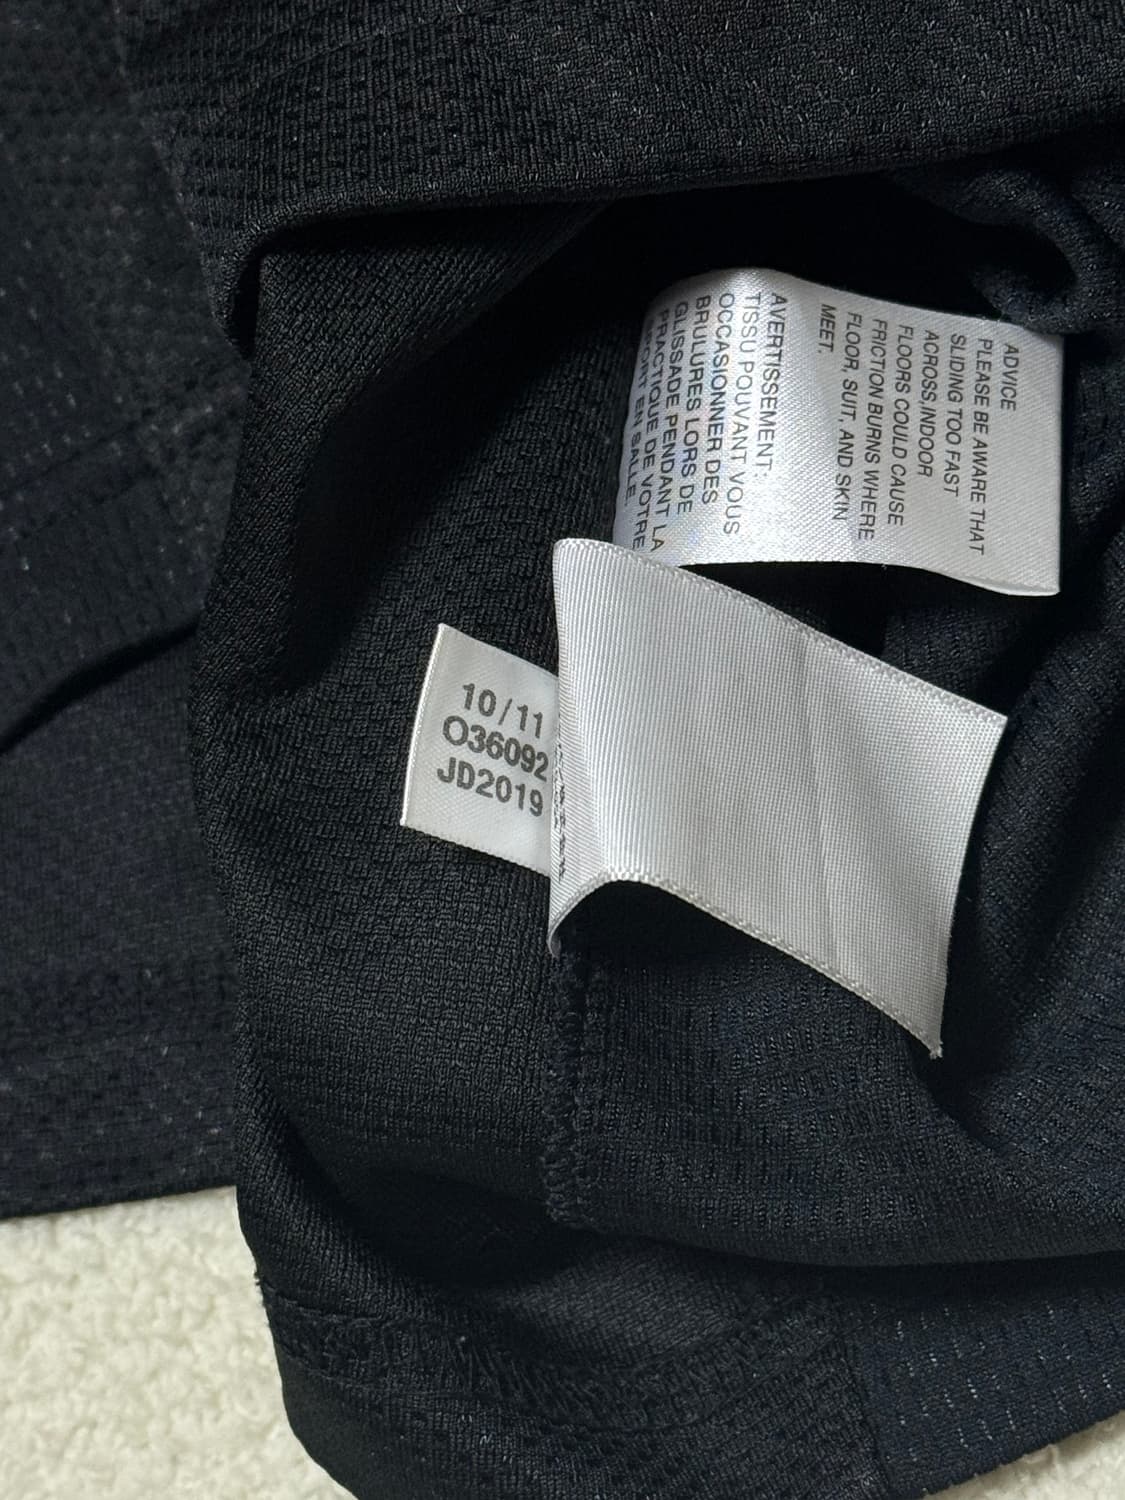 ADVICE
PLEASE BE AWARE THAT
SLIDING TOO FAST
ACROSS INDOOR
FLOORS COULD CAUSE
FRICTION BURNS WHERE
FLOOR, SUIT. AND SKIN
MEET.
AVERTISSEMENT:
TISSU POUVANT VOUS
OCCASIONNER DES
BRULURES LORS DE
GLISSADE PENDANT LA
PRACTIQUE DE VOTRE
EN SALLE.
10/11
O36092
JD2019